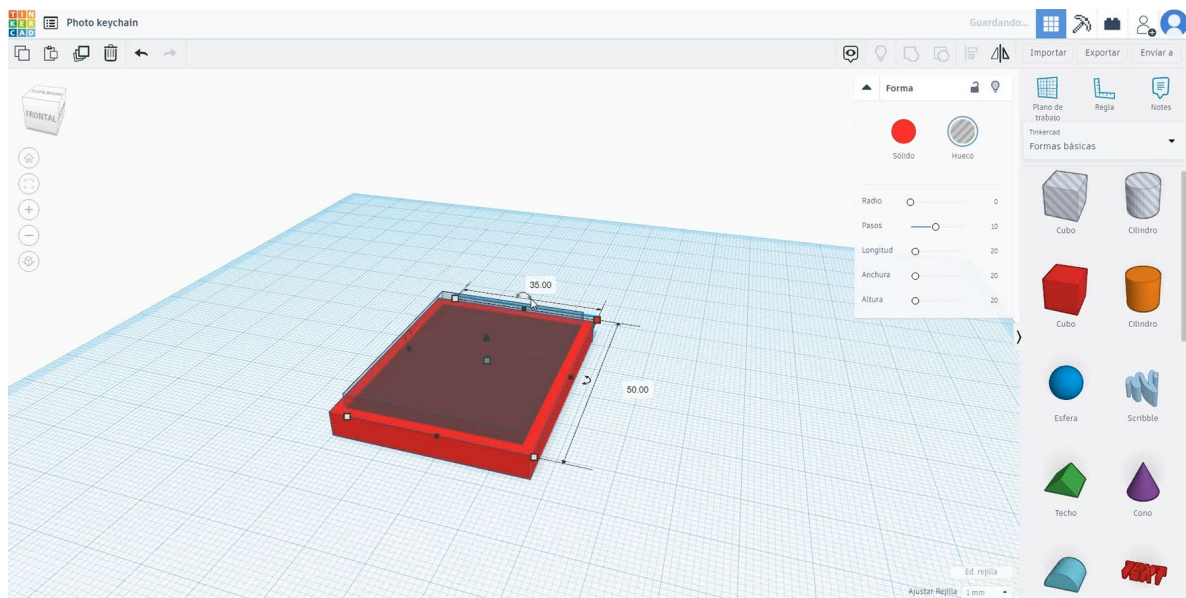 TIN
KER
CAD
Photo keychain
Guardando...
Importar
Exportar
Enviar a
FRONTAL
Forma
Sólido
Hueco
Radio 0
Pasos 10
Longitud 20
Anchura 20
Altura 20
35.00
50.00
Plano de
trabajo
Regla
Notes
Tinkercad
Formas básicas
Cubo
Cilindro
Cubo
Cilindro
Esfera
Scribble
Techo
Cono
TEXT
Ed. rejilla
Ajustar Rejilla 1 mm